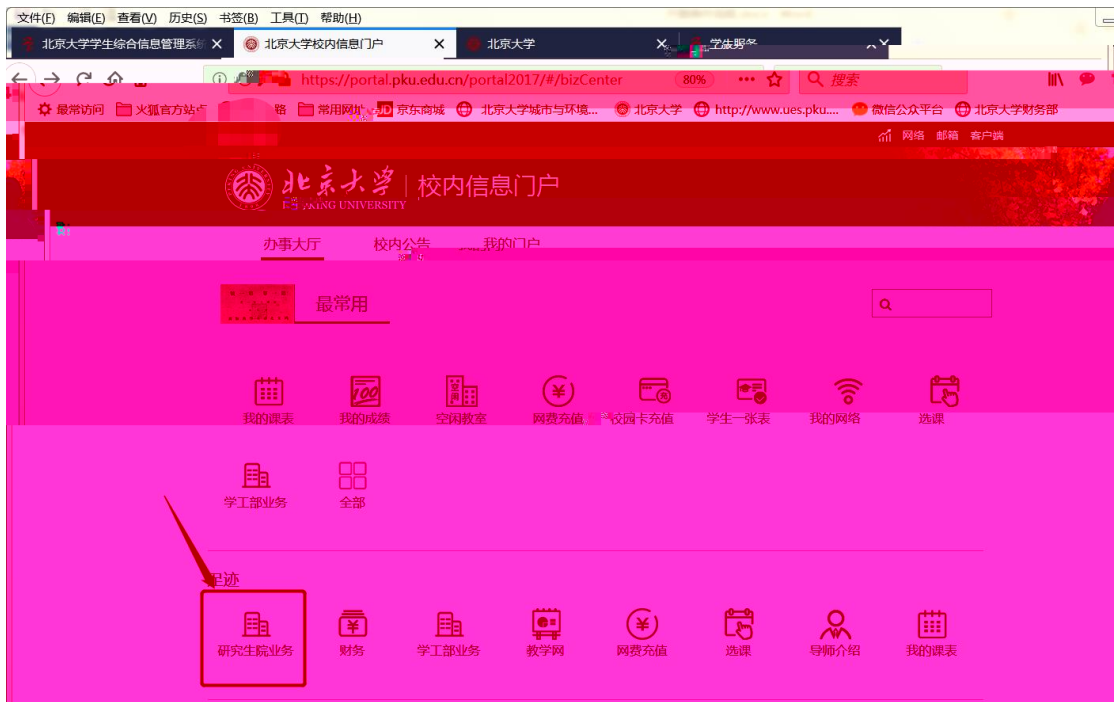 文件(F) 编辑(E) 查看(V) 历史(S) 书签(B) 工具(T) 帮助(H)
北京大学学生综合信息管理系统 北京大学校内信息门户 北京大学
https://portal.pku.edu.cn/portal2017/#/bizCenter 80% 搜索
最常访问 火狐官方站点 常用网址 京东商城 北京大学城市与环境... 北京大学 http://www.ues.pku.... 微信公众平台 北京大学财务部
网络 邮箱 客户端
北京大学 校内信息门户
PEKING UNIVERSITY
办事大厅 校内公告 我的门户
最常用
我的课表 我的成绩 空闲教室 网费充值 校园卡充值 学生一张表 我的网络 选课
学工部业务 全部
足迹
研究生院业务 财务 学工部业务 教学网 网费充值 选课 导师介绍 我的课表